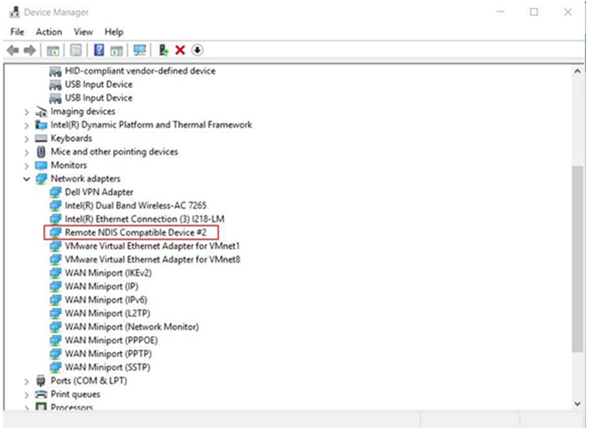 Device Manager
File Action View Help
HID-compliant vendor-defined device
USB Input Device
USB Input Device
Imaging devices
Intel(R) Dynamic Platform and Thermal Framework
Keyboards
Mice and other pointing devices
Monitors
Network adapters
Dell VPN Adapter
Intel(R) Dual Band Wireless-AC 7265
Intel(R) Ethernet Connection (3) I218-LM
Remote NDIS Compatible Device #2
VMware Virtual Ethernet Adapter for VMnet1
VMware Virtual Ethernet Adapter for VMnet8
WAN Miniport (IKEv2)
WAN Miniport (IP)
WAN Miniport (IPv6)
WAN Miniport (L2TP)
WAN Miniport (Network Monitor)
WAN Miniport (PPPOE)
WAN Miniport (PPTP)
WAN Miniport (SSTP)
Ports (COM & LPT)
Print queues
Processors